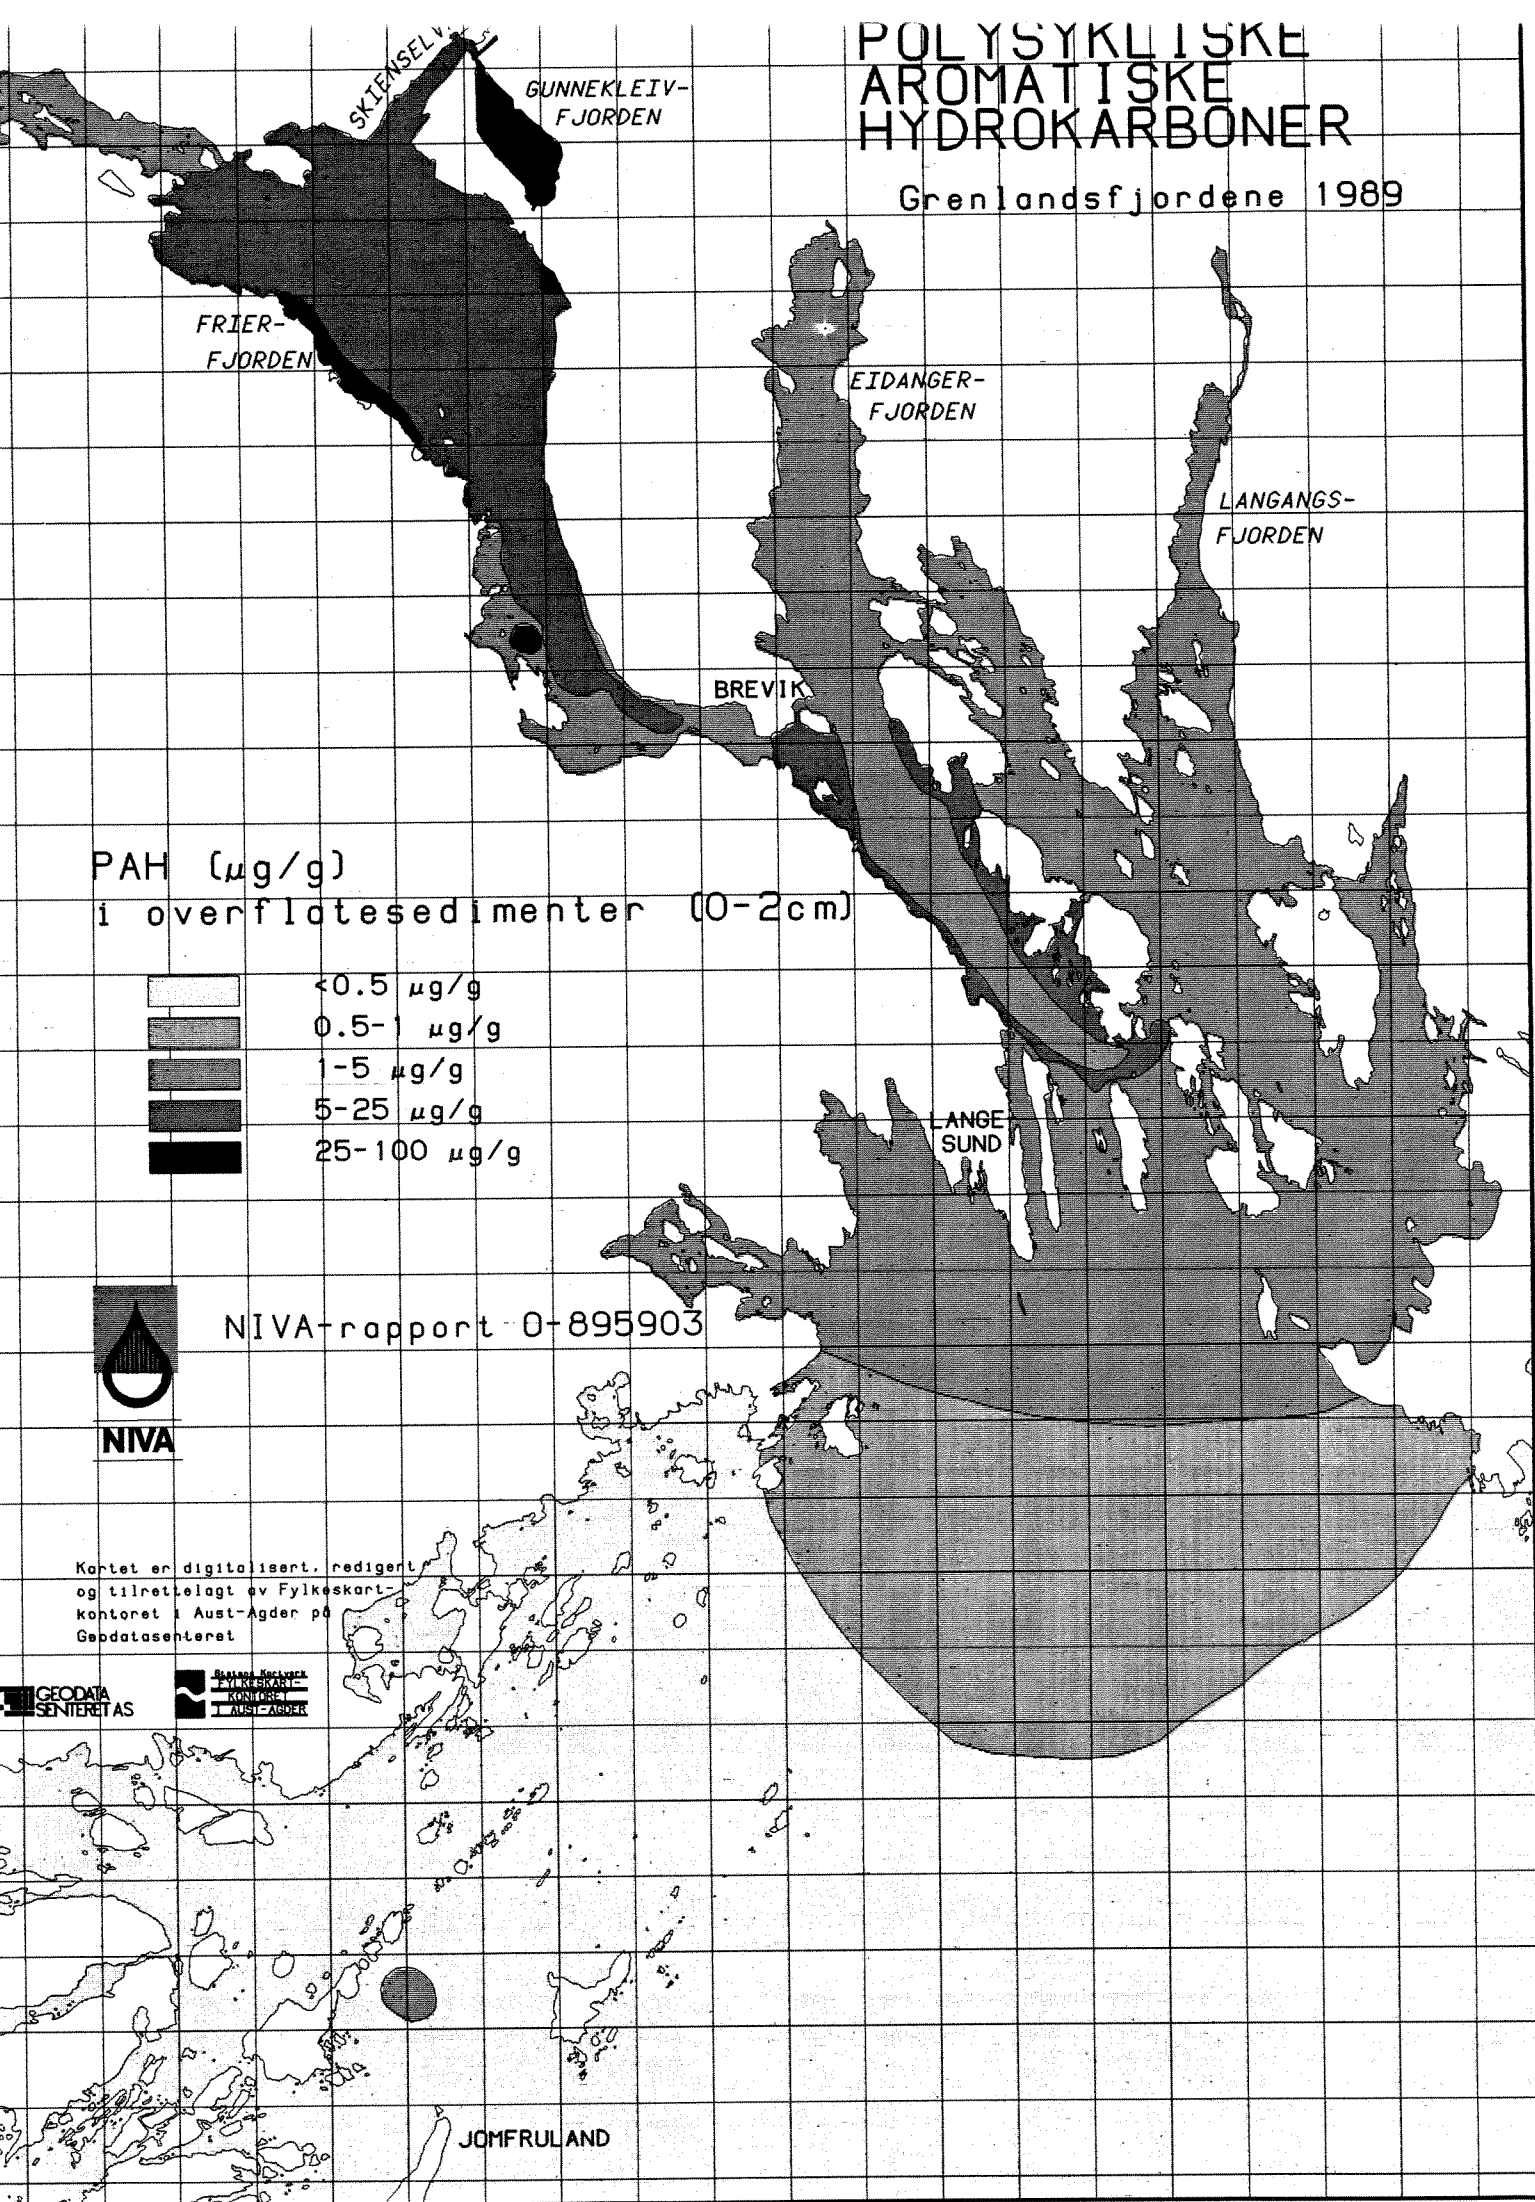 POLYSYKLISKE
AROMATISKE
HYDROKARBONER
Grenlandsfjordene 1989
SKIENSELV
GUNNEKLEIV-
FJORDEN
FRIER-
FJORDEN
EIDANGER-
FJORDEN
LANGANGS-
FJORDEN
BREVIK
PAH (µg/g)
i overflatesedimenter (0-2cm)
<0.5 µg/g
0.5-1 µg/g
1-5 µg/g
5-25 µg/g
25-100 µg/g
LANGE
SUND
NIVA-rapport O-895903
NIVA
Kartet er digitalisert, redigert
og tilrettelagt av Fylkeskart-
kontoret i Aust-Agder på
Geodatasenteret
GEODATA
SENTERET AS
Statens Kartverk
FYLKESKART-
KONTORET
I AUST-AGDER
JOMFRULAND